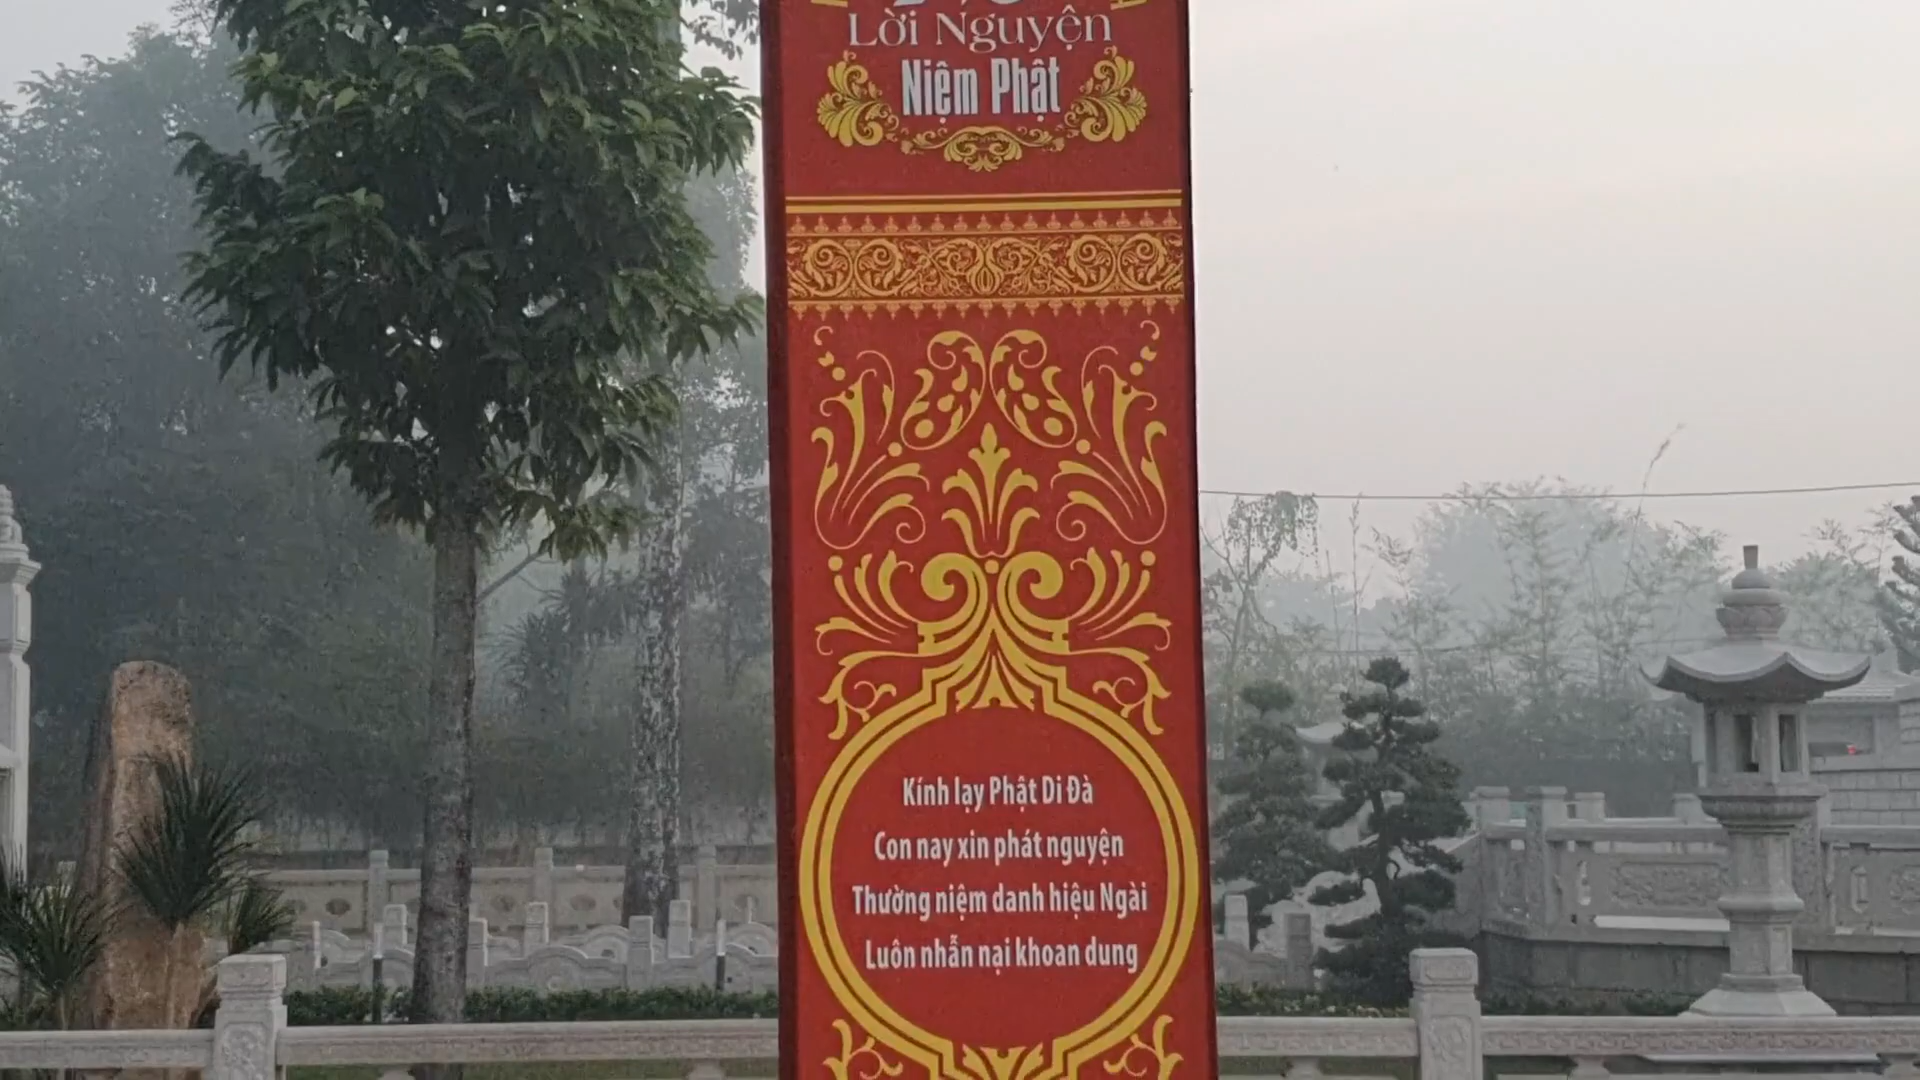 Lời Nguyện
Niệm Phật
Kính lạy Phật Di Đà
Con nay xin phát nguyện
Thường niệm danh hiệu Ngài
Luôn nhẫn nại khoan dung